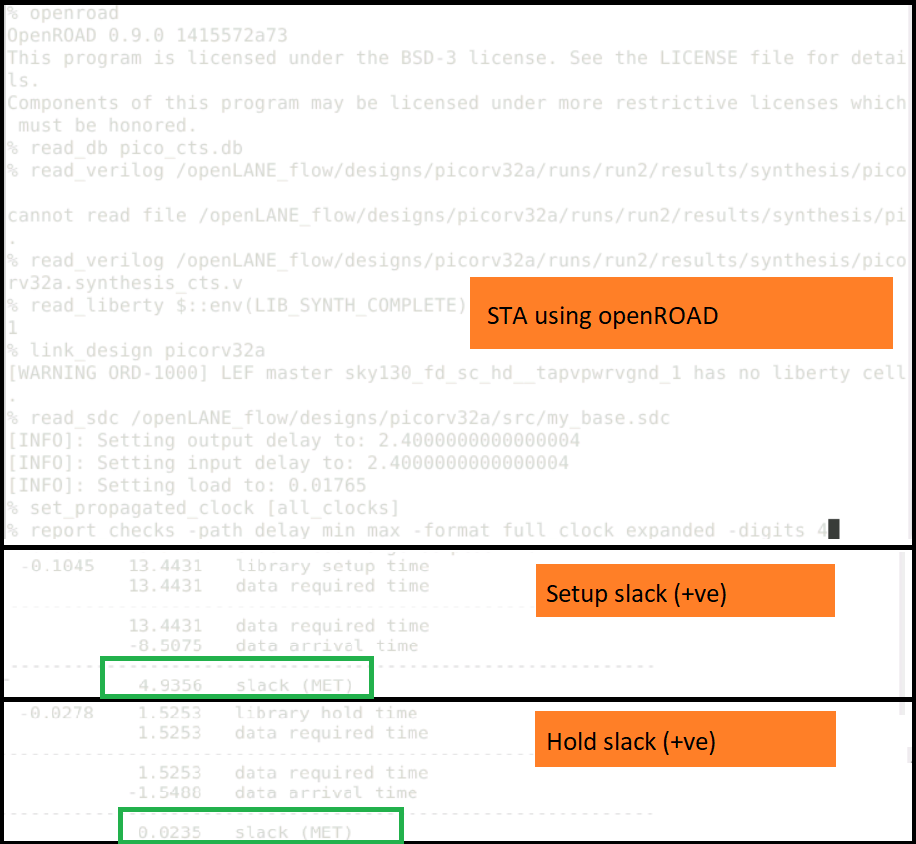 % openroad
OpenROAD 0.9.0 1415572a73
This program is licensed under the BSD-3 license. See the LICENSE file for detai
ls.
Components of this program may be licensed under more restrictive licenses which
must be honored.
% read_db pico_cts.db
% read_verilog /openLANE_flow/designs/picorv32a/runs/run2/results/synthesis/pico
cannot read file /openLANE_flow/designs/picorv32a/runs/run2/results/synthesis/pi
.
% read_verilog /openLANE_flow/designs/picorv32a/runs/run2/results/synthesis/pico
rv32a.synthesis_cts.v
% read_liberty $::env(LIB_SYNTH_COMPLETE)
STA using openROAD
1
% link_design picorv32a
[WARNING ORD-1000] LEF master sky130_fd_sc_hd__tapvpwrvgnd_1 has no liberty cell
.
% read_sdc /openLANE_flow/designs/picorv32a/src/my_base.sdc
[INFO]: Setting output delay to: 2.4000000000000004
[INFO]: Setting input delay to: 2.4000000000000004
[INFO]: Setting load to: 0.01765
% set_propagated_clock [all_clocks]
% report_checks -path_delay min_max -format full_clock_expanded -digits 4
-0.1045 13.4431 library setup time
13.4431 data required time
Setup slack (+ve)
13.4431 data required time
-8.5075 data arrival time
4.9356 slack (MET)
-0.0278 1.5253 library hold time
1.5253 data required time
Hold slack (+ve)
1.5253 data required time
-1.5488 data arrival time
0.0235 slack (MET)